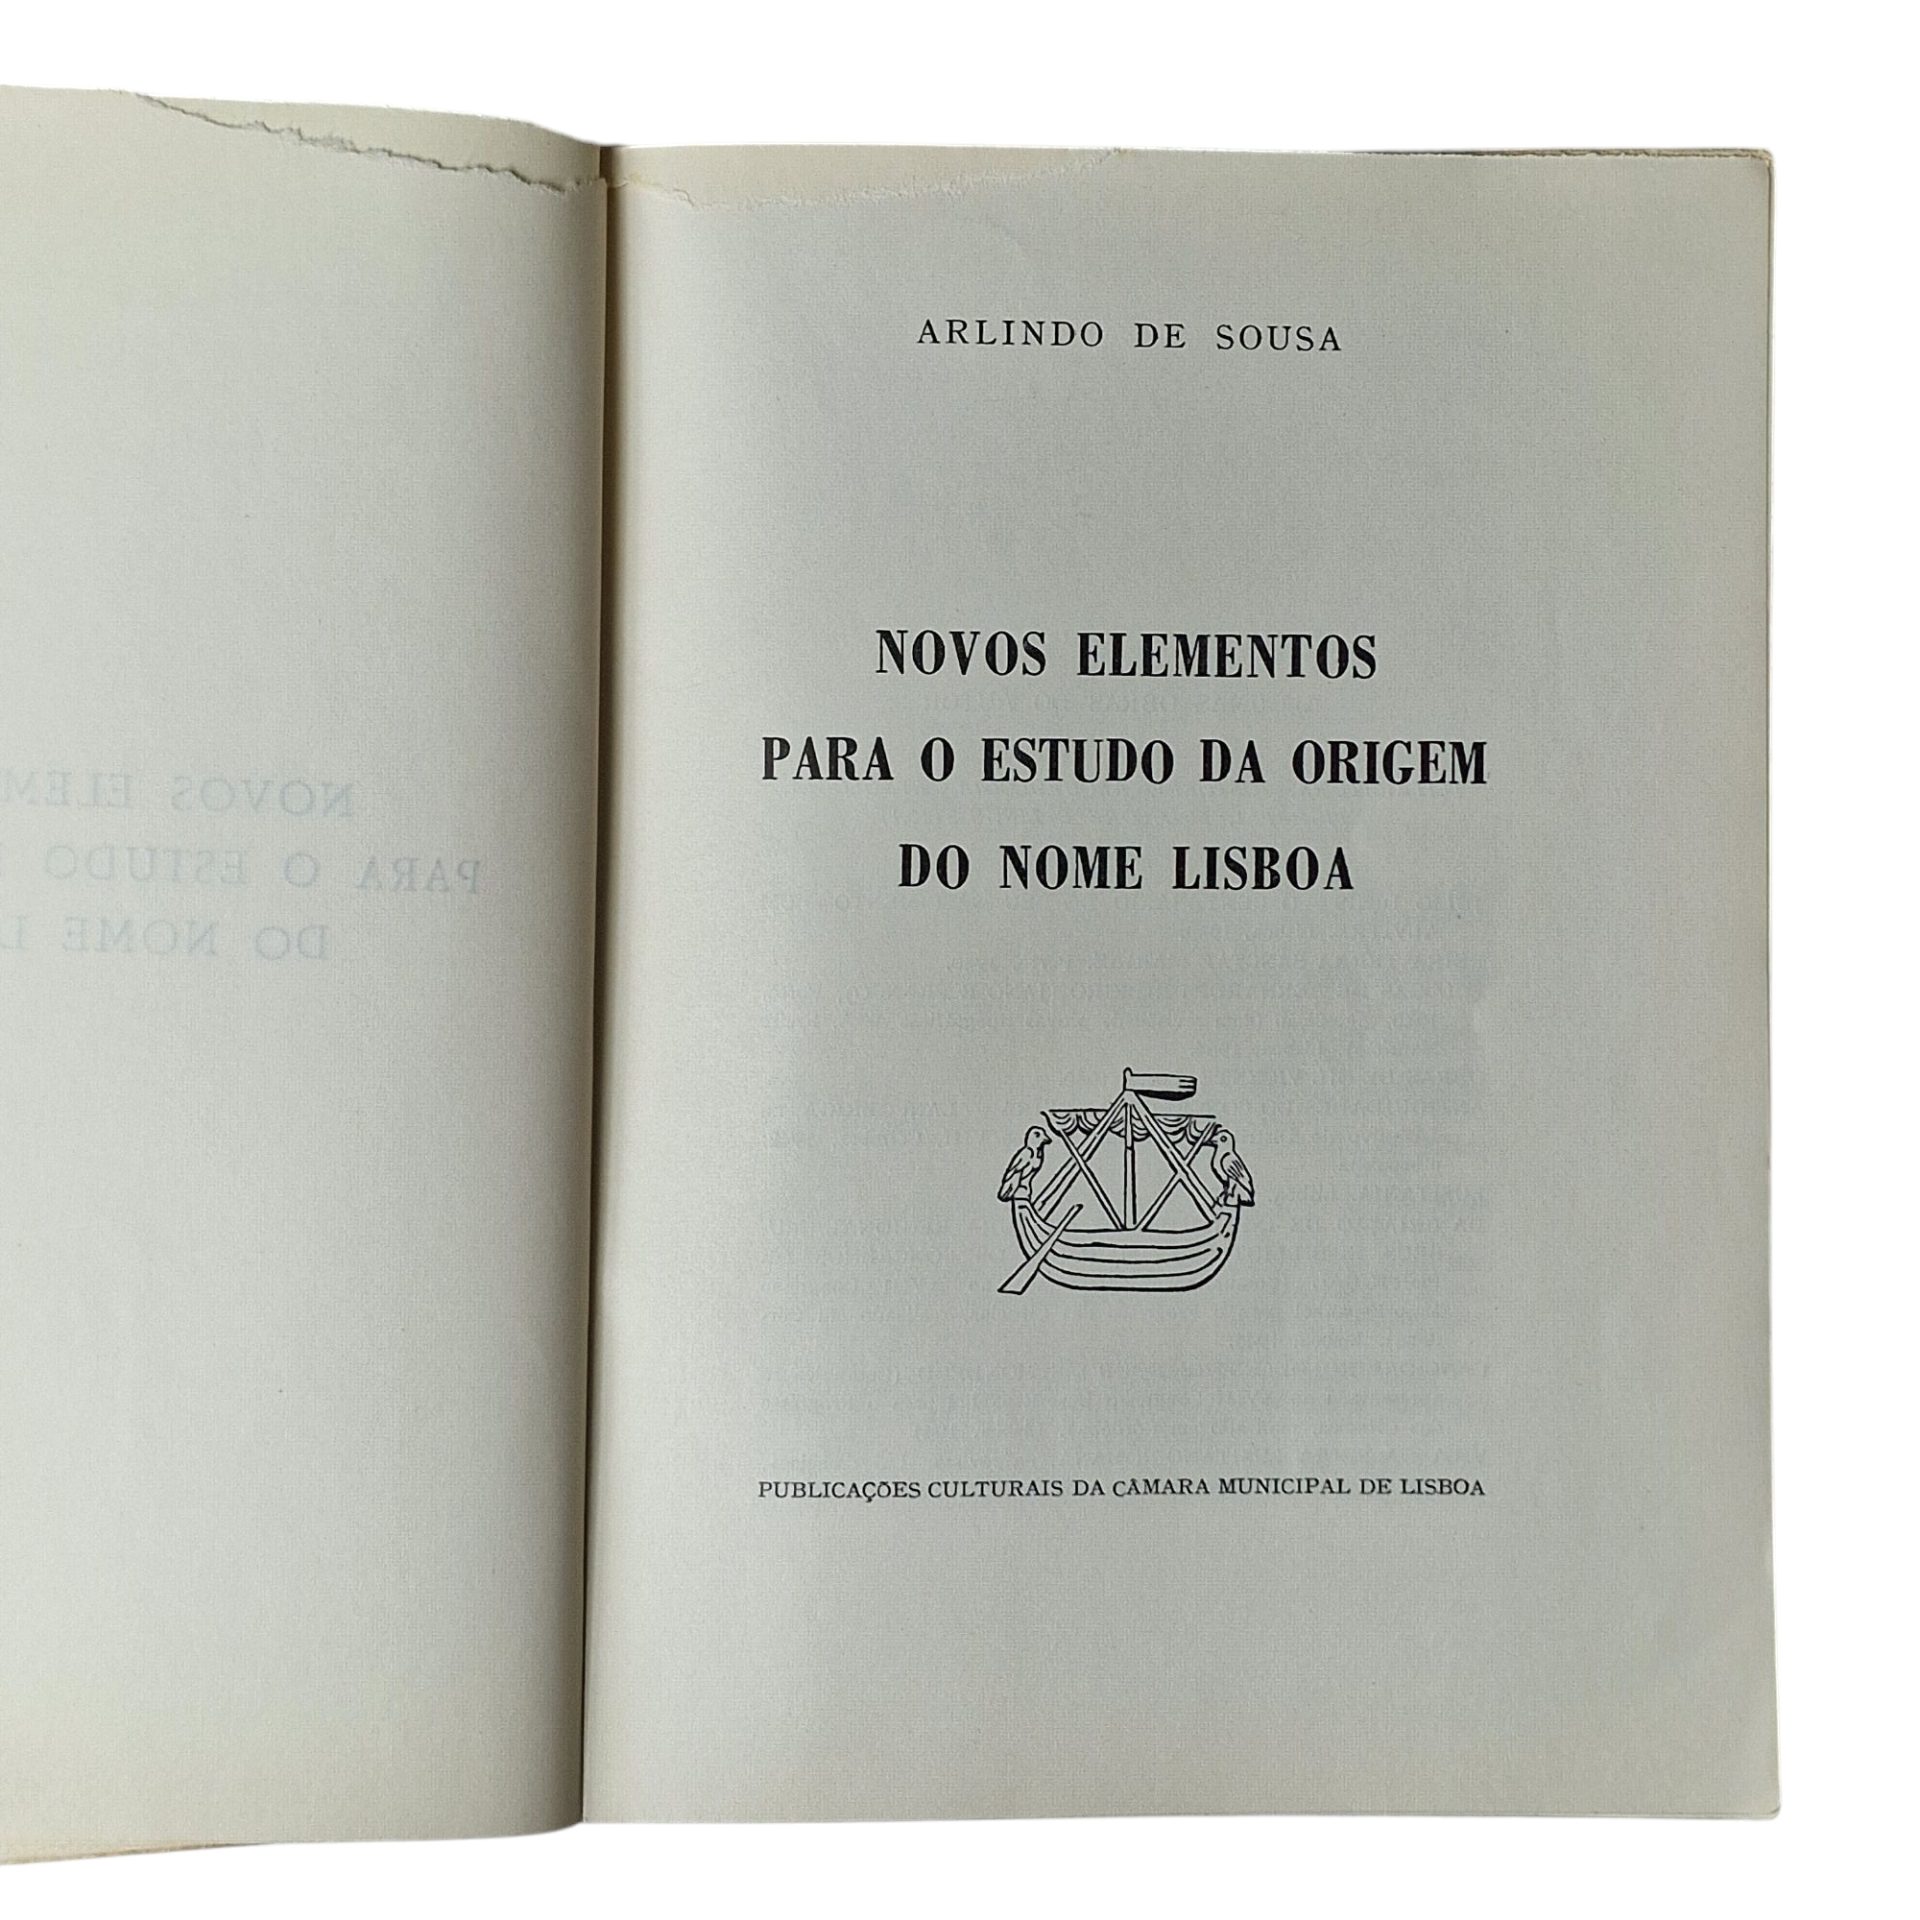 ARLINDO DE SOUSA
NOVOS ELEMENTOS
PARA O ESTUDO DA ORIGEM
DO NOME LISBOA
PUBLICAÇÕES CULTURAIS DA CÂMARA MUNICIPAL DE LISBOA